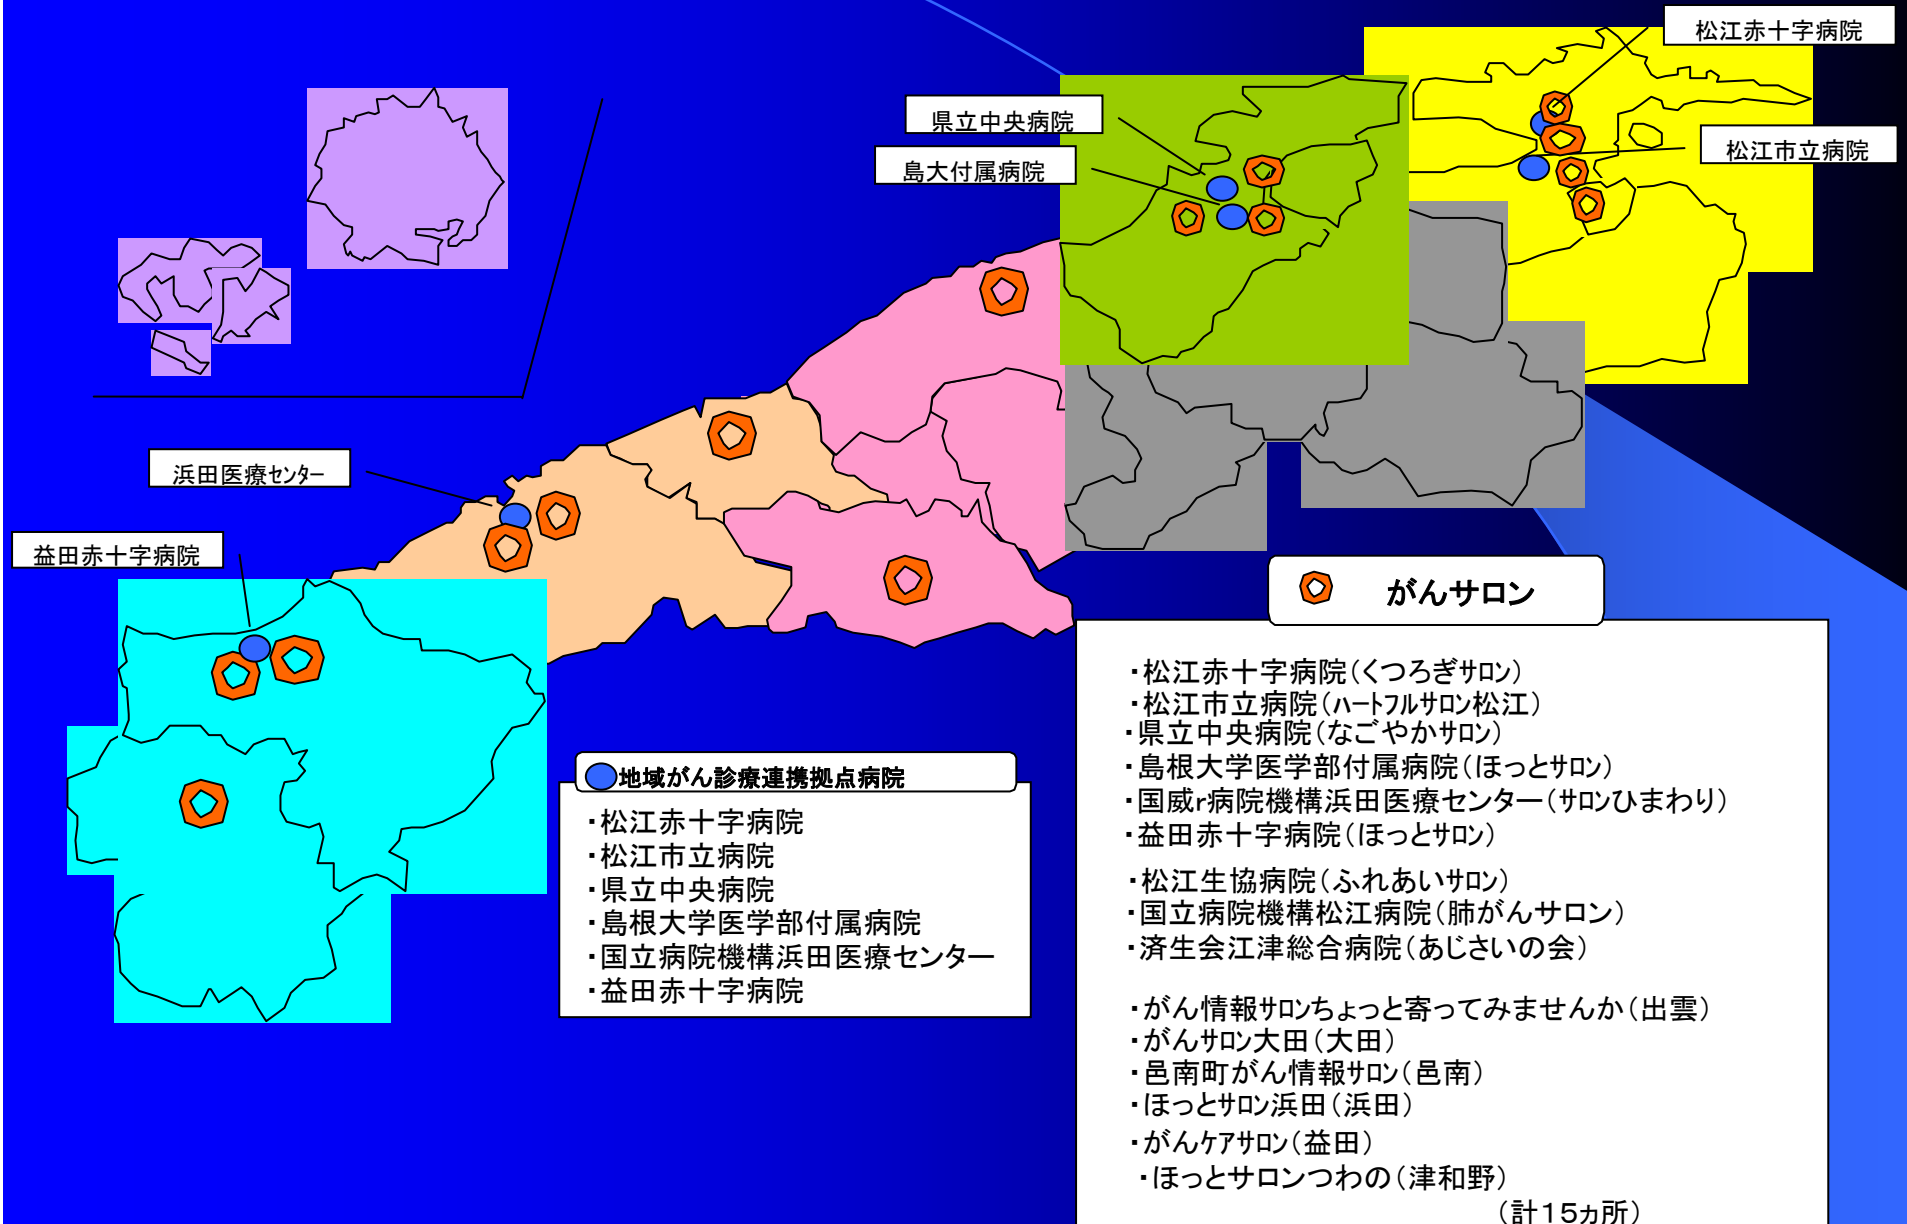 松江赤十字病院
県立中央病院
松江市立病院
島大付属病院
浜田医療センター
益田赤十字病院
がんサロン
・松江赤十字病院(くつろぎサロン)
・松江市立病院(ハートフルサロン松江)
・県立中央病院(なごやかサロン)
・島根大学医学部付属病院(ほっとサロン)
・国威r病院機構浜田医療センター(サロンひまわり)
・益田赤十字病院(ほっとサロン)
・松江生協病院(ふれあいサロン)
・国立病院機構松江病院(肺がんサロン)
・済生会江津総合病院(あじさいの会)
・がん情報サロンちょっと寄ってみませんか(出雲)
・がんサロン大田(大田)
・邑南町がん情報サロン(邑南)
・ほっとサロン浜田(浜田)
・がんケアサロン(益田)
・ほっとサロンつわの(津和野)
(計15ヵ所)
地域がん診療連携拠点病院
・松江赤十字病院
・松江市立病院
・県立中央病院
・島根大学医学部付属病院
・国立病院機構浜田医療センター
・益田赤十字病院